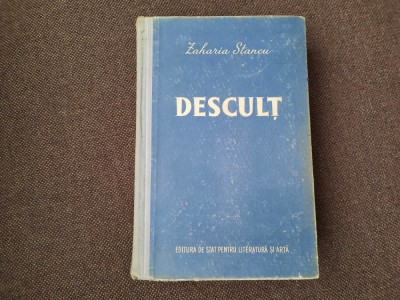 Zaharia Stancu
DESCULȚ
EDITURA DE STAT PENTRU LITERATURĂ ȘI ARTĂ